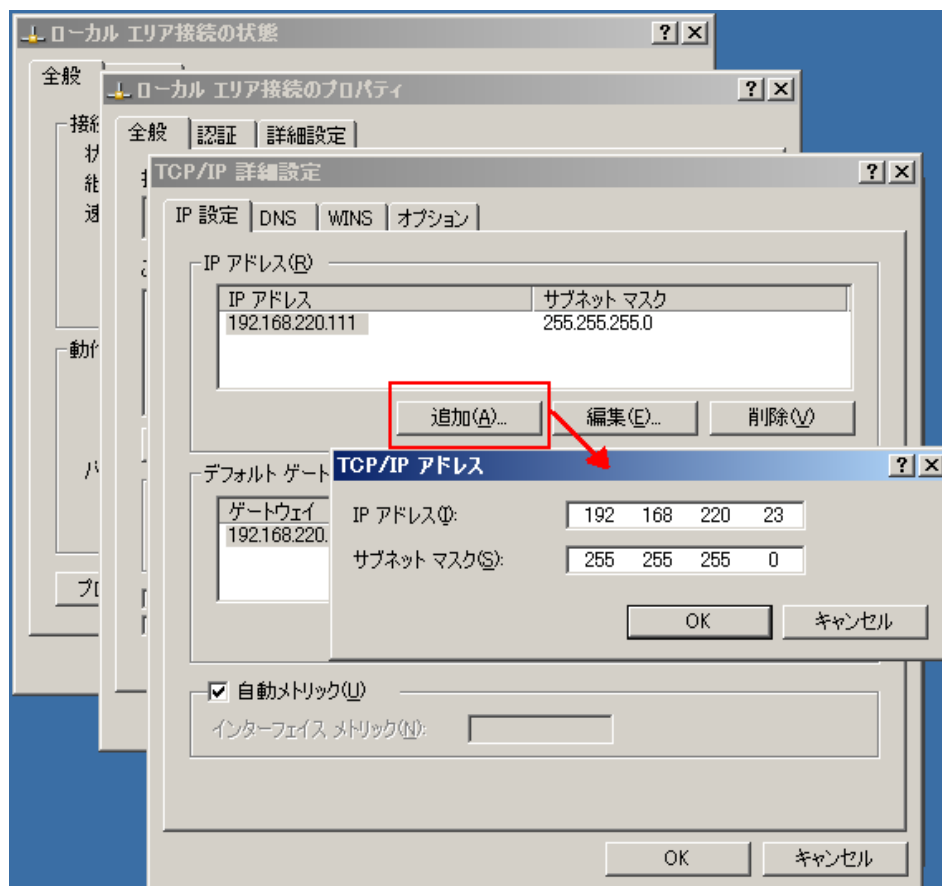 ローカル エリア接続の状態
全般
ローカル エリア接続のプロパティ
接続
全般 認証 詳細設定
TCP/IP 詳細設定
IP 設定 DNS WINS オプション
IP アドレス(R)
IP アドレス サブネット マスク
192.168.220.111 255.255.255.0
動作
追加(A)... 編集(E)... 削除(V)
デフォルト ゲート
TCP/IP アドレス
ゲートウェイ
192.168.220.
IP アドレス(I): 192 168 220 23
サブネット マスク(S): 255 255 255 0
プロ
OK キャンセル
自動メトリック(U)
インターフェイス メトリック(N):
OK キャンセル